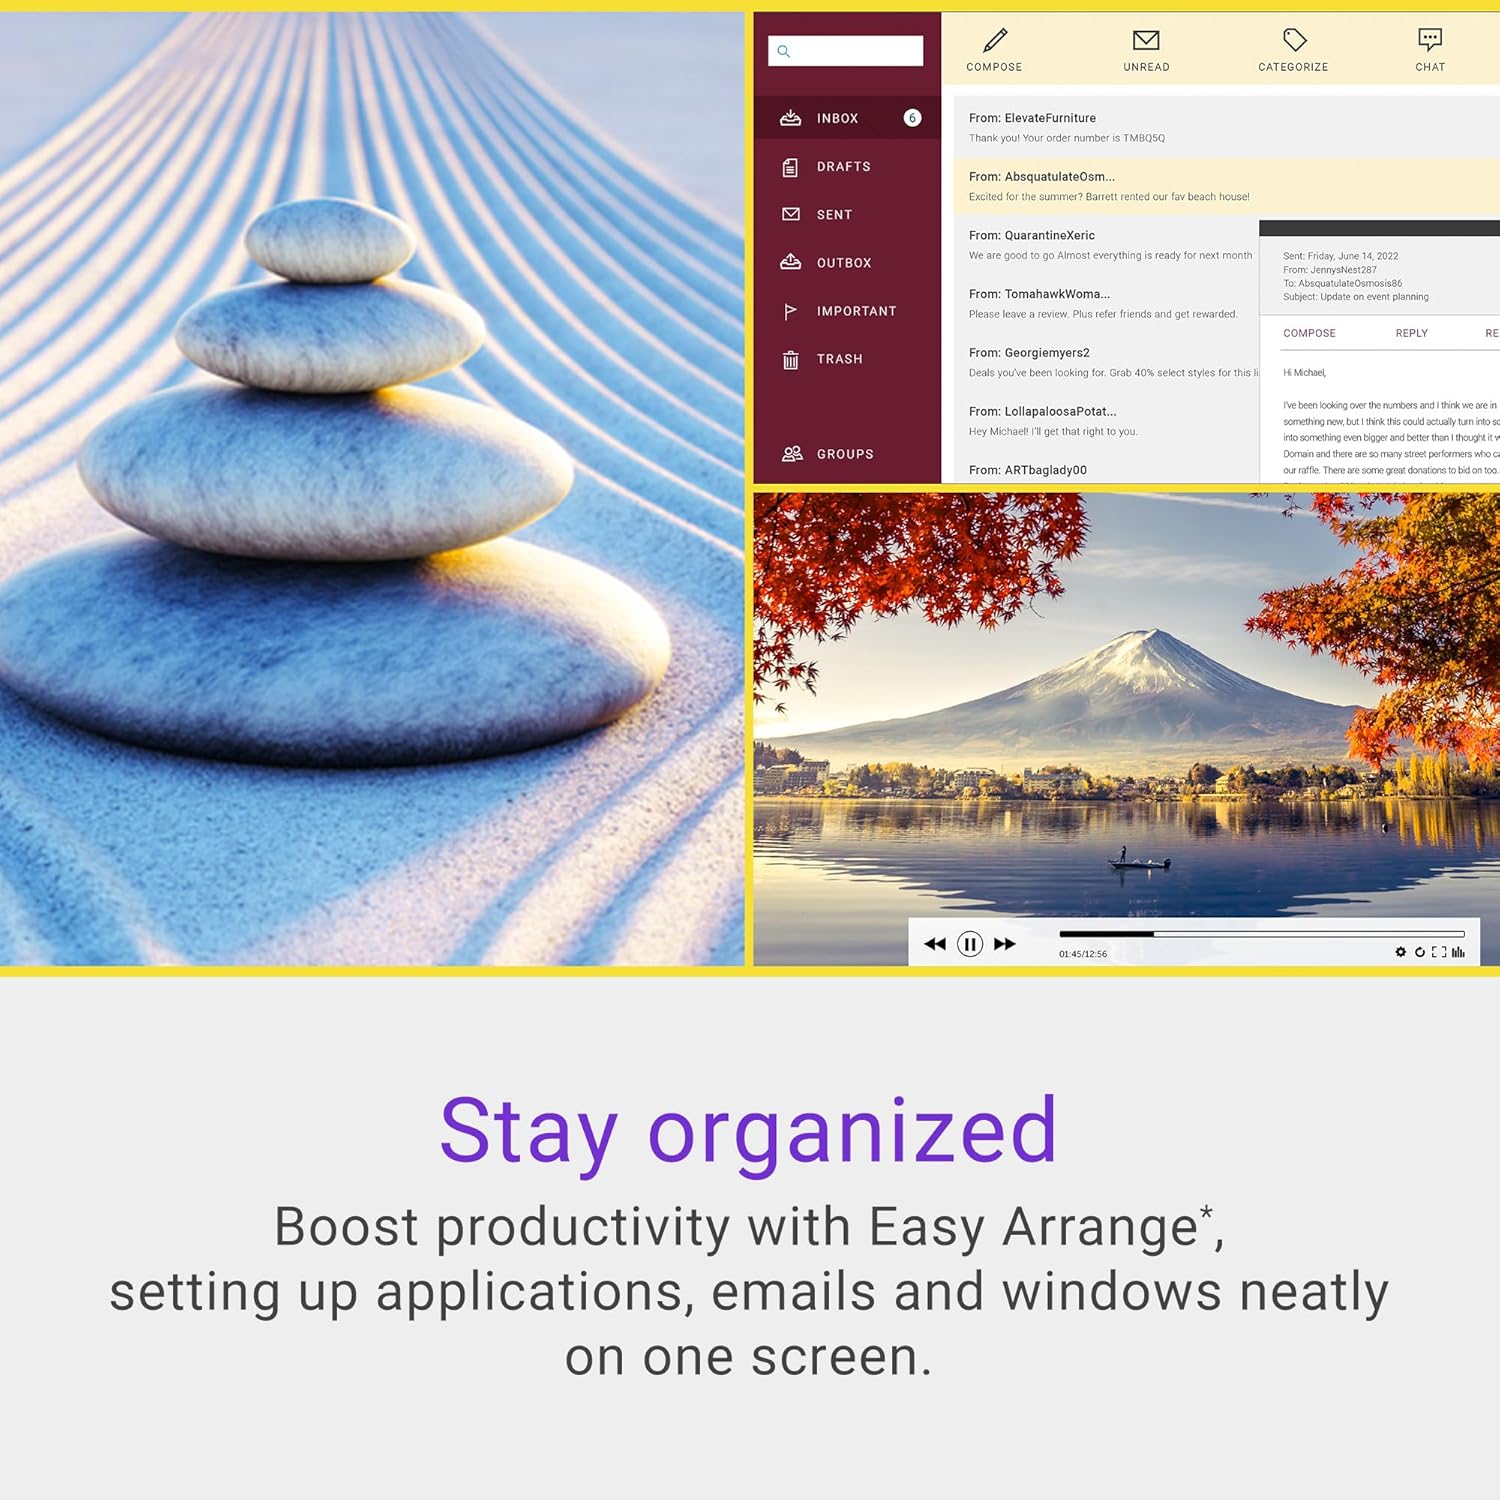 COMPOSE
UNREAD
CATEGORIZE
CHAT
INBOX 6
DRAFTS
SENT
OUTBOX
IMPORTANT
TRASH
GROUPS
From: ElevateFurniture
Thank you! Your order number is TMBQ5Q
From: AbsquatulateOsm...
Excited for the summer? Barrett rented our fav beach house!
From: QuarantineXeric
We are good to go Almost everything is ready for next month
From: TomahawkWoma...
Please leave a review. Plus refer friends and get rewarded.
From: Georgiemyers2
Deals you've been looking for. Grab 40% select styles for this li
From: LollapaloosaPotat...
Hey Michael! I'll get that right to you.
From: ARTbaglady00
Sent: Friday, June 14, 2022
From: JennysNest287
To: AbsquatulateOsmosis86
Subject: Update on event planning
COMPOSE REPLY RE
Hi Michael,
I've been looking over the numbers and I think we are in
something new, but I think this could actually turn into so
into something even bigger and better than I thought it w
Domain and there are so many street performers who ca
our raffle. There are some great donations to bid on too.
01:45/12:56
Stay organized
Boost productivity with Easy Arrange*,
setting up applications, emails and windows neatly
on one screen.